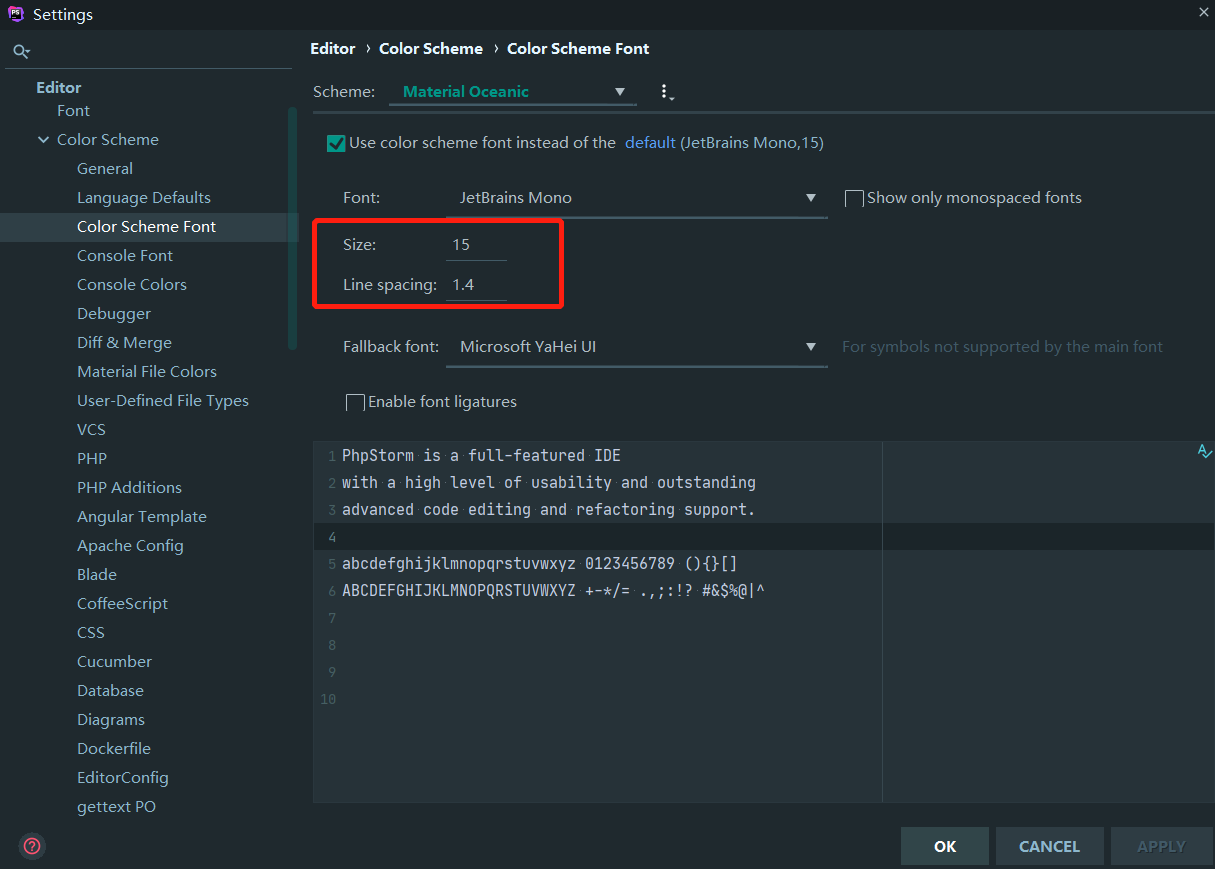 PS Settings
Editor › Color Scheme › Color Scheme Font
Editor
Font
Color Scheme
General
Language Defaults
Color Scheme Font
Console Font
Console Colors
Debugger
Diff & Merge
Material File Colors
User-Defined File Types
VCS
PHP
PHP Additions
Angular Template
Apache Config
Blade
CoffeeScript
CSS
Cucumber
Database
Diagrams
Dockerfile
EditorConfig
gettext PO
Scheme: Material Oceanic
Use color scheme font instead of the default (JetBrains Mono,15)
Font: JetBrains Mono Show only monospaced fonts
Size: 15
Line spacing: 1.4
Fallback font: Microsoft YaHei UI For symbols not supported by the main font
Enable font ligatures
1 PhpStorm is a full-featured IDE
2 with a high level of usability and outstanding
3 advanced code editing and refactoring support.
4
5 abcdefghijklmnopqrstuvwxyz 0123456789 (){}[]
6 ABCDEFGHIJKLMNOPQRSTUVWXYZ +-*/= .,;:!? #&$%@|^
7
8
9
10
? OK CANCEL APPLY